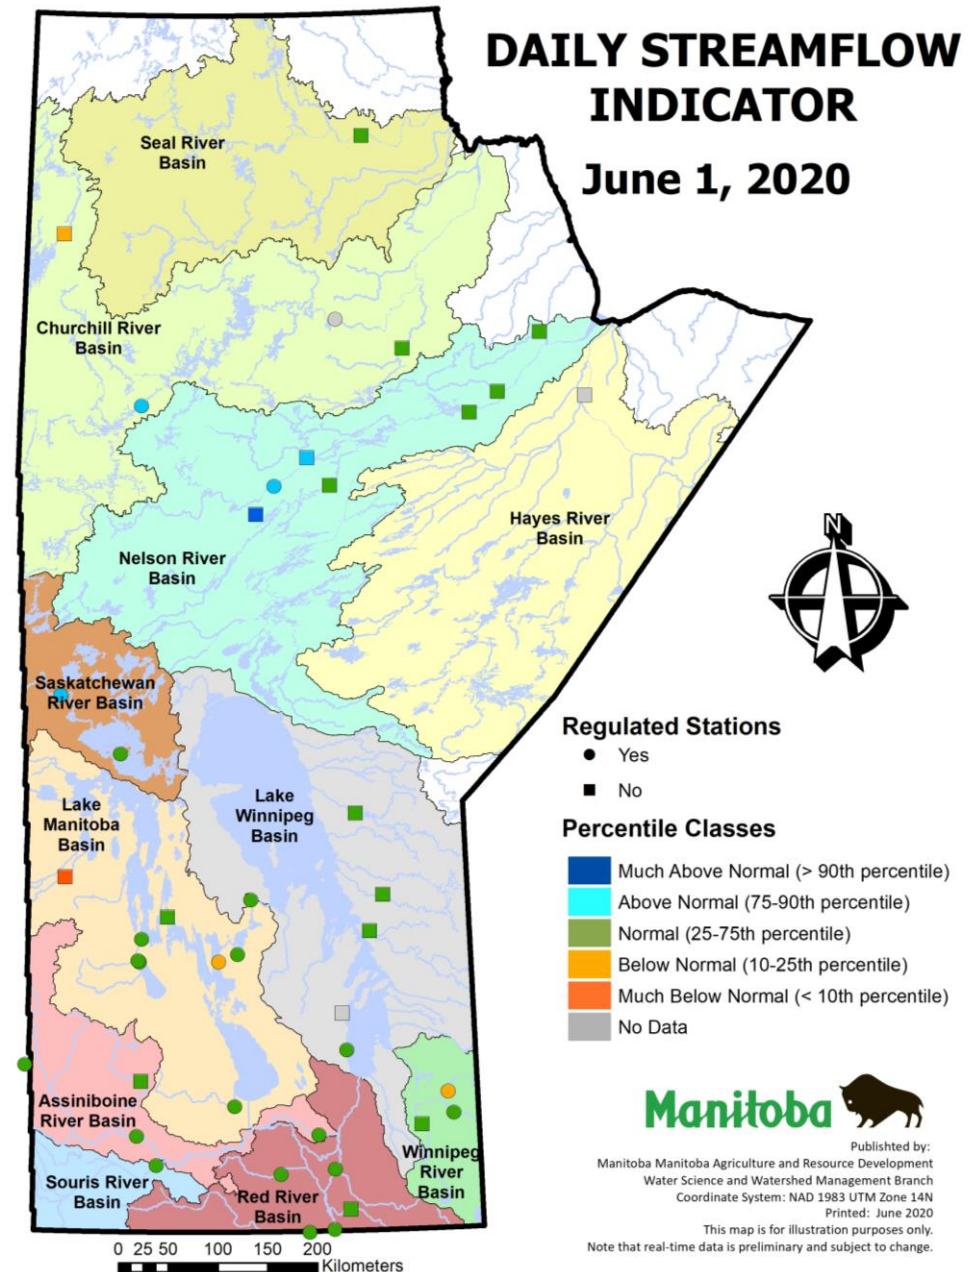 DAILY STREAMFLOW
INDICATOR
June 1, 2020
Seal River
Basin
Churchill River
Basin
Hayes River
Basin
Nelson River
Basin
N
Saskatchewan
River Basin
Regulated Stations
Yes
No
Lake
Manitoba
Basin
Lake
Winnipeg
Basin
Percentile Classes
Much Above Normal (> 90th percentile)
Above Normal (75-90th percentile)
Normal (25-75th percentile)
Below Normal (10-25th percentile)
Much Below Normal (< 10th percentile)
No Data
Assiniboine
River Basin
Winnipeg
River
Basin
Souris River
Basin
Red River
Basin
Manitoba
Publishted by:
Manitoba Manitoba Agriculture and Resource Development
Water Science and Watershed Management Branch
Coordinate System: NAD 1983 UTM Zone 14N
Printed: June 2020
This map is for illustration purposes only.
Note that real-time data is preliminary and subject to change.
0 25 50 100 150 200
Kilometers